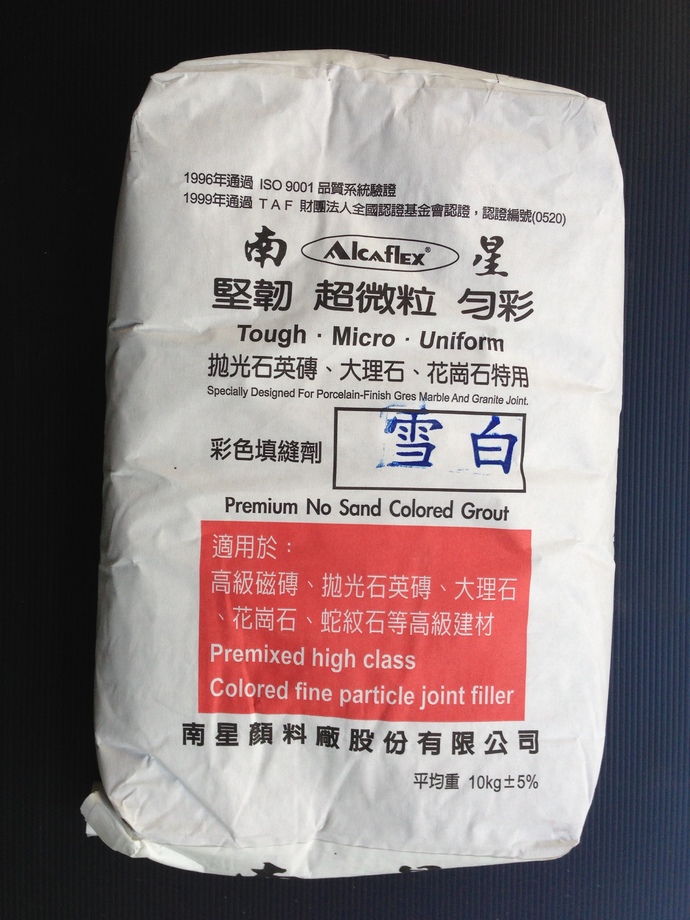 1996年通過 ISO 9001 品質系統驗證
1999年通過 TAF 財團法人全國認證基金會認證，認證編號(0520)
南 Alcaflex® 星
堅韌 超微粒 勻彩
Tough · Micro · Uniform
拋光石英磚、大理石、花崗石特用
Specially Designed For Porcelain-Finish Gres Marble And Granite Joint.
彩色填縫劑 雪白
Premium No Sand Colored Grout
適用於：
高級磁磚、拋光石英磚、大理石
、花崗石、蛇紋石等高級建材
Premixed high class
Colored fine particle joint filler
南星顏料廠股份有限公司
平均重 10kg±5%